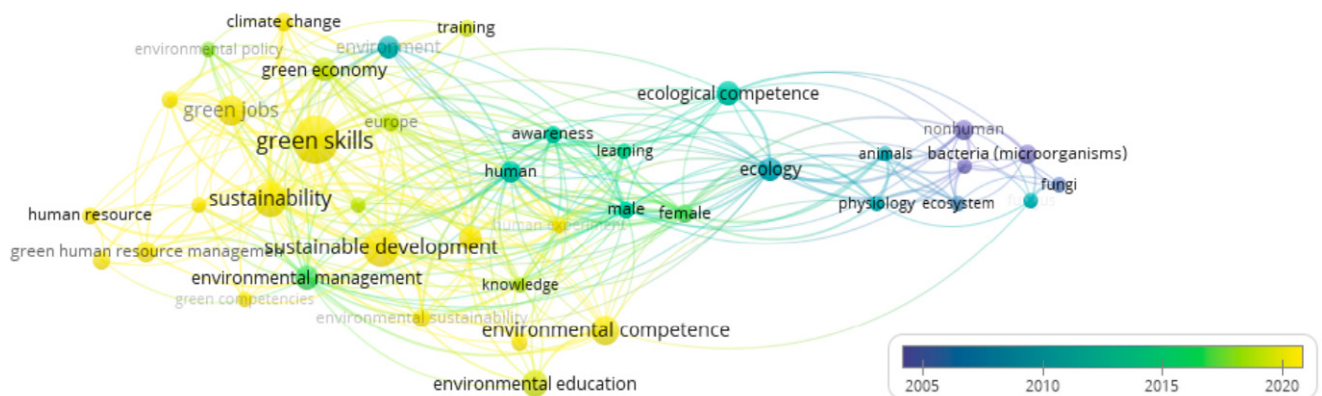 climate change
training
environmental policy
environment
green economy
ecological competence
green jobs
europe
green skills
awareness
nonhuman
learning
animals
bacteria (microorganisms)
human
ecology
fungi
sustainability
physiology
ecosystem
human resource
male
female
human experiment
green human resource managemen
sustainable development
environmental management
knowledge
green competencies
environmental sustainability
environmental competence
environmental education
2005
2010
2015
2020